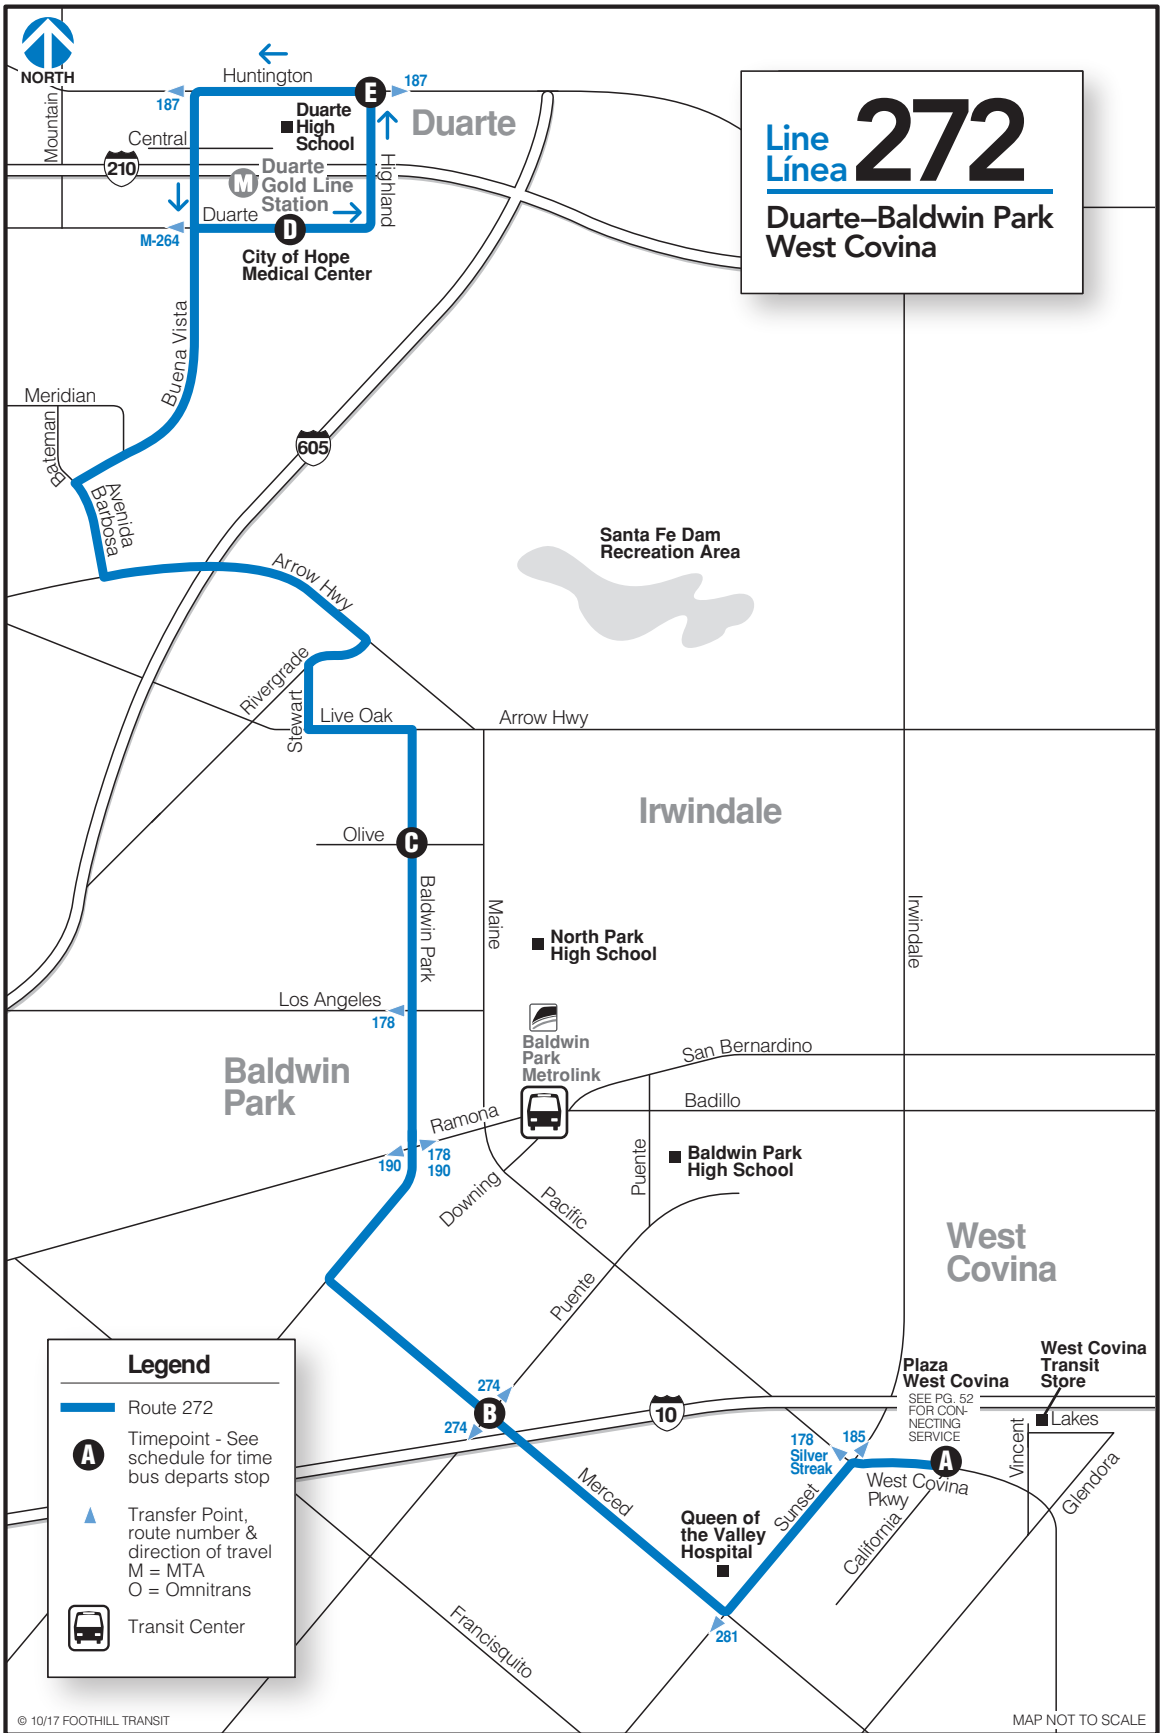 NORTH
Mountain
Huntington
187
187
E
Duarte
High
School
Duarte
Central
210
M
Duarte
Gold Line
Station
Highland
Duarte
D
M-264
City of Hope
Medical Center
Line
Línea
272
Duarte–Baldwin Park
West Covina
Buena Vista
Meridian
Bateman
Avenida
Barbosa
605
Arrow Hwy
Santa Fe Dam
Recreation Area
Rivergrade
Stewart
Live Oak
Arrow Hwy
Irwindale
Olive
C
Baldwin Park
Maine
Irwindale
North Park
High School
Los Angeles
178
Baldwin
Park
Metrolink
Baldwin
Park
San Bernardino
Badillo
Ramona
190
178
190
Puente
Baldwin Park
High School
Downing
Pacific
West
Covina
Puente
Legend
Route 272
A
Timepoint - See
schedule for time
bus departs stop
Transfer Point,
route number &
direction of travel
M = MTA
O = Omnitrans
Transit Center
274
B
274
10
Plaza
West Covina
SEE PG. 52
FOR CON-
NECTING
SERVICE
West Covina
Transit
Store
Lakes
Vincent
Glendora
178
Silver
Streak
185
A
West Covina
Pkwy
California
Sunset
Merced
Queen of
the Valley
Hospital
281
Francisquito
© 10/17 FOOTHILL TRANSIT
MAP NOT TO SCALE